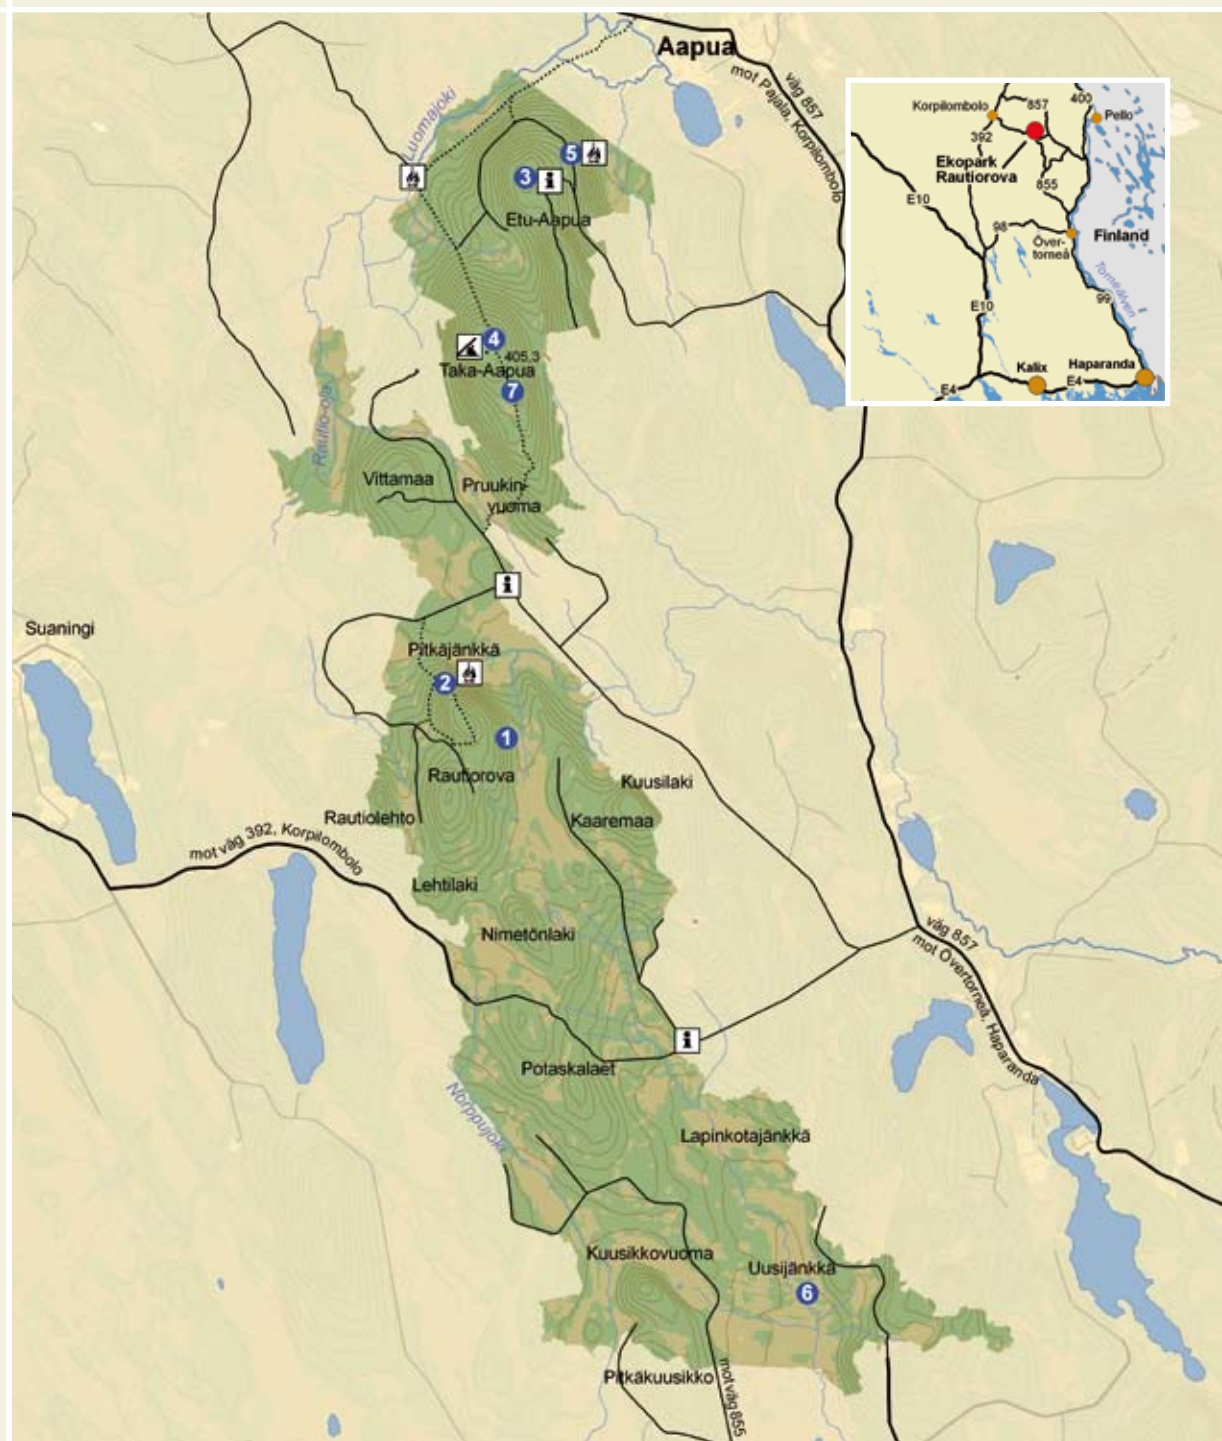 Aapua
väg 857
mot Pajala, Korpilombolo
Luomajoki
5
3
i
Etu-Aapua
4
405,3
Taka-Aapua
7
Rautio-oja
Vittamaa
Pruukin-
vuoma
i
Suaningi
Pitkäjänkkä
2
1
Rautiorova
Kuusilaki
Rautiolehto
Kaaremaa
mot väg 392, Korpilombolo
Lehtilaki
Nimetönlaki
väg 857
mot Övertorneå, Haparanda
i
Potaskalaet
Norppujoki
Lapinkotajänkkä
Kuusikkovuoma
Uusijänkkä
6
Pitkäkuusikko
mot väg 855
Korpilombolo
857
400
Pello
392
Ekopark
Rautiorova
855
E10
98
Över-
torneå
Finland
Torneälven
E10
99
Kalix
Haparanda
E4
E4